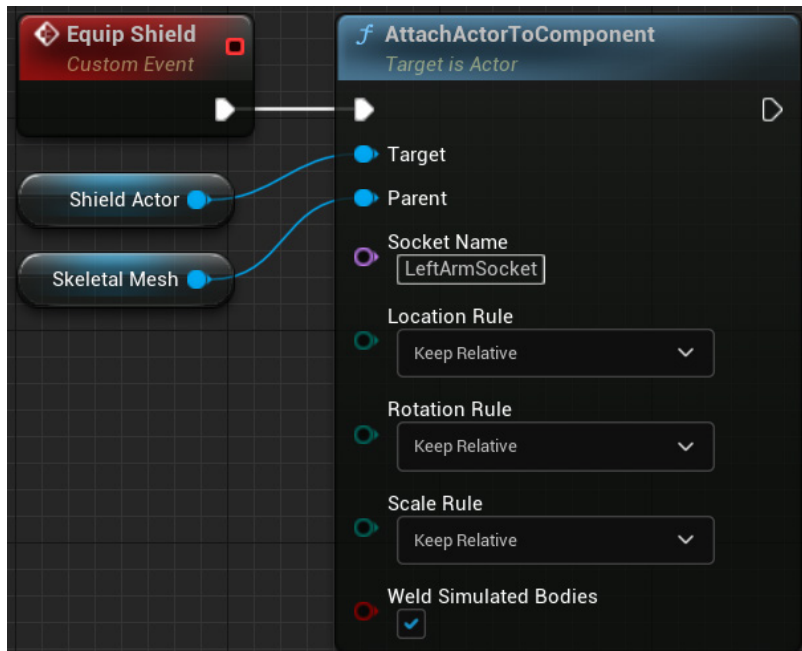 Equip Shield
Custom Event
f AttachActorToComponent
Target is Actor
Target
Shield Actor
Parent
Skeletal Mesh
Socket Name
LeftArmSocket
Location Rule
Keep Relative
Rotation Rule
Keep Relative
Scale Rule
Keep Relative
Weld Simulated Bodies